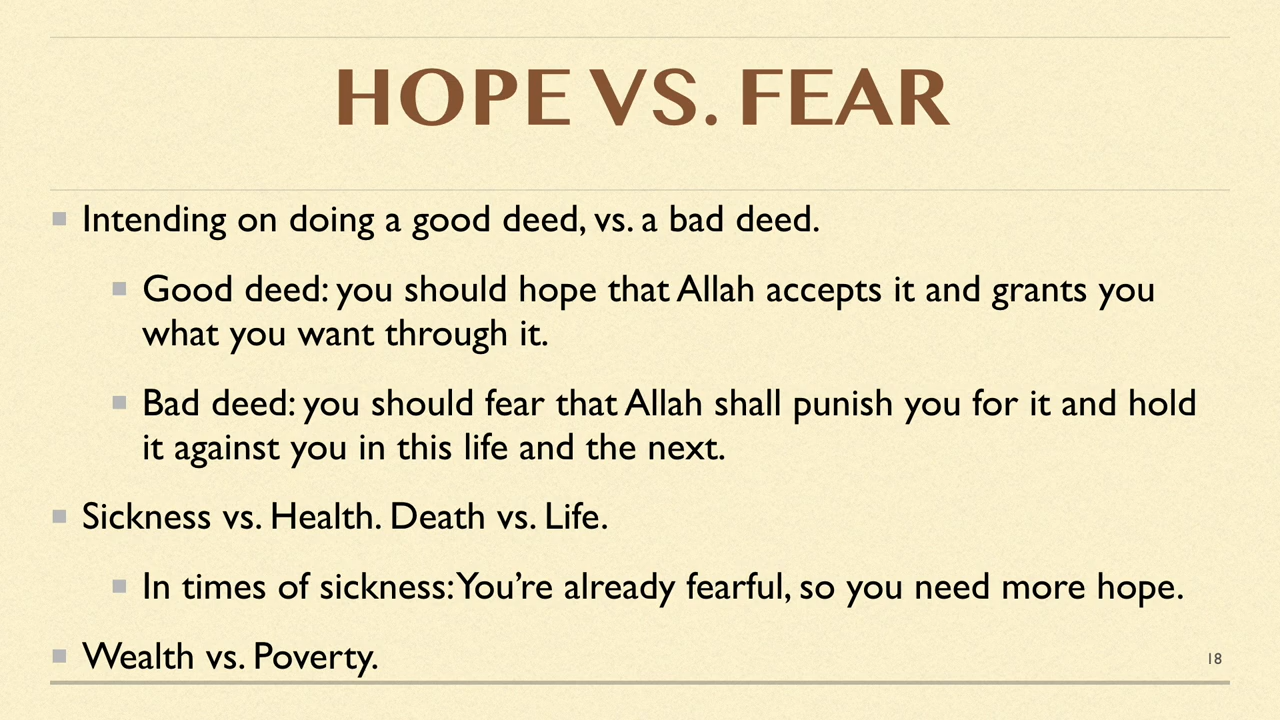 HOPE VS. FEAR
Intending on doing a good deed, vs. a bad deed.
Good deed: you should hope that Allah accepts it and grants you
what you want through it.
Bad deed: you should fear that Allah shall punish you for it and hold
it against you in this life and the next.
Sickness vs. Health. Death vs. Life.
In times of sickness: You’re already fearful, so you need more hope.
Wealth vs. Poverty.
18